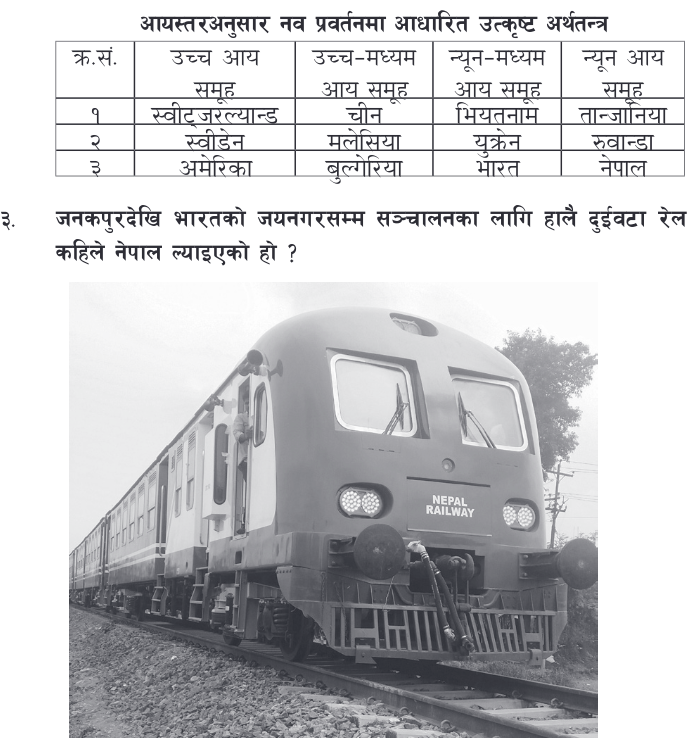 आयस्तरअनुसार नव प्रवर्तनमा आधारित उत्कृष्ट अर्थतन्त्र
क्र.सं. उच्च आय समूह उच्च-मध्यम आय समूह न्यून-मध्यम आय समूह न्यून आय समूह
१ स्वीट्जरल्यान्ड चीन भियतनाम तान्जानिया
२ स्वीडेन मलेसिया युक्रेन रुवान्डा
३ अमेरिका बुल्गेरिया भारत नेपाल
३. जनकपुरदेखि भारतको जयनगरसम्म सञ्चालनका लागि हालै दुईवटा रेल
कहिले नेपाल ल्याइएको हो ?
NEPAL
RAILWAY